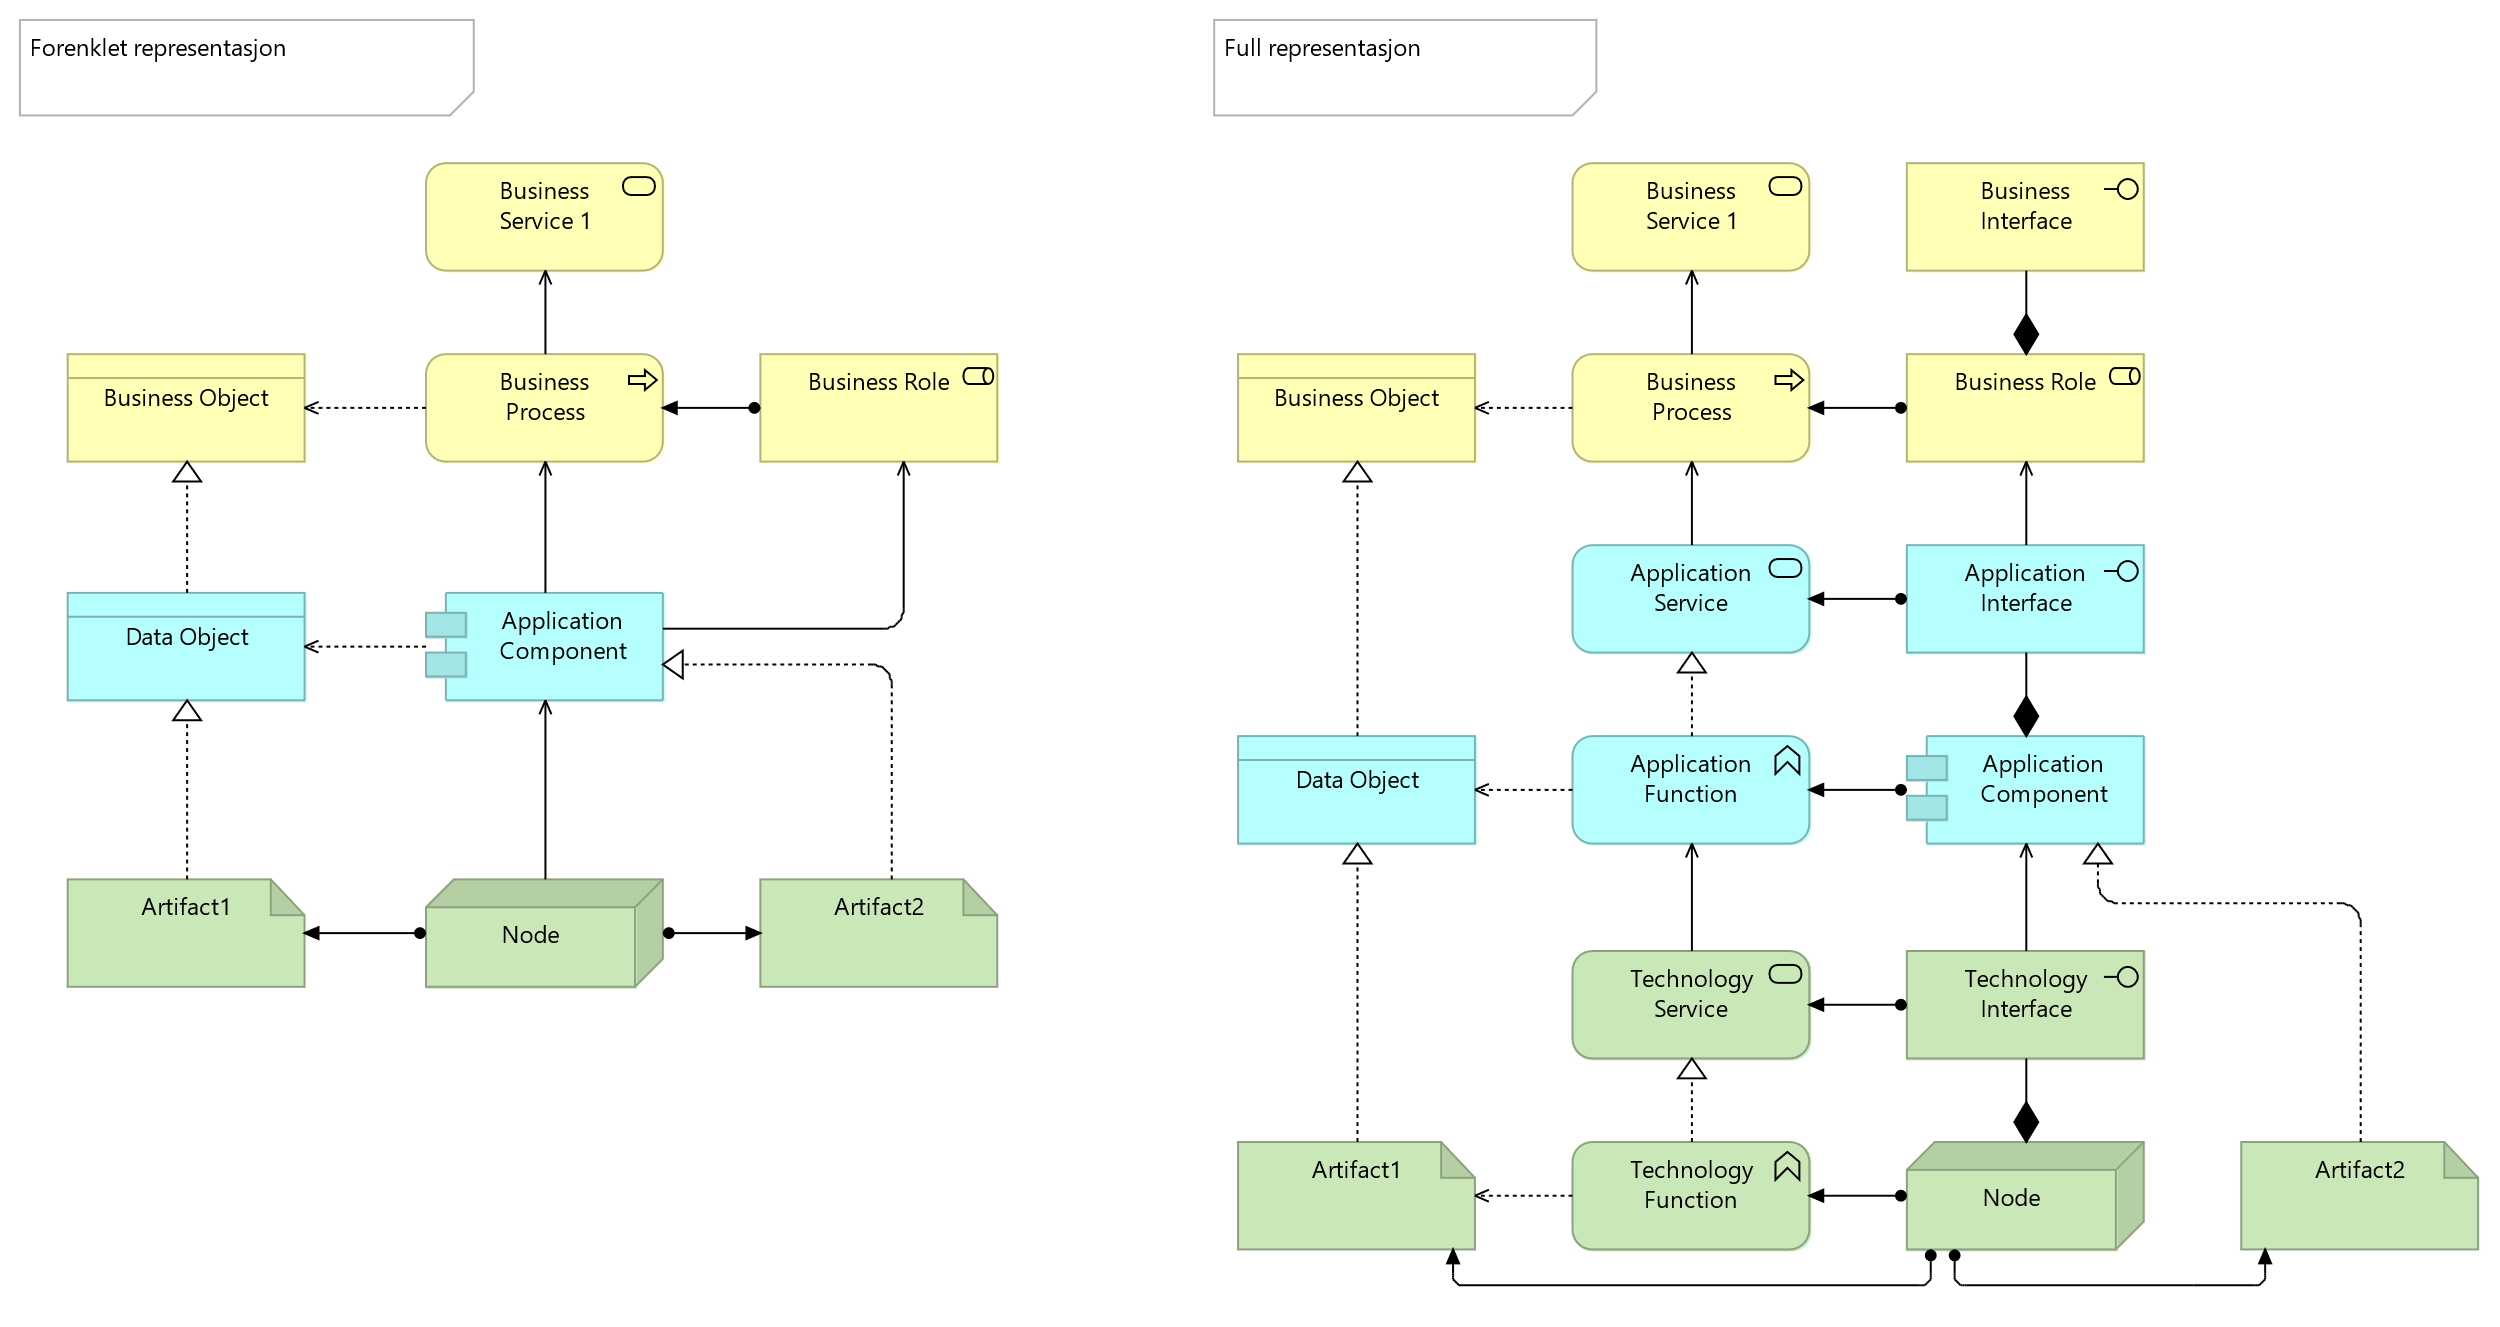 Forenklet representasjon
Business
Service 1
Business Object
Business
Process
Business Role
Data Object
Application
Component
Artifact1
Node
Artifact2
Full representasjon
Business
Service 1
Business
Interface
Business Object
Business
Process
Business Role
Application
Service
Application
Interface
Data Object
Application
Function
Application
Component
Technology
Service
Technology
Interface
Artifact1
Technology
Function
Node
Artifact2